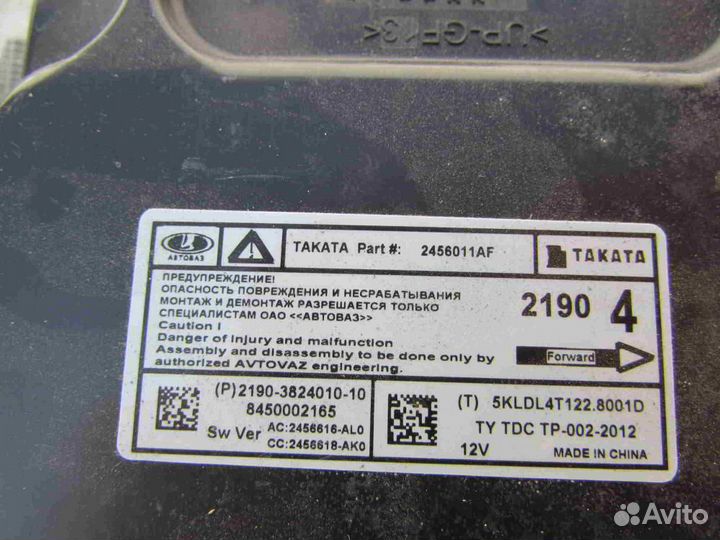 >UP-GF13<
АВТОВАЗ
TAKATA Part #: 2456011AF
TAKATA
ПРЕДУПРЕЖДЕНИЕ!
ОПАСНОСТЬ ПОВРЕЖДЕНИЯ И НЕСРАБАТЫВАНИЯ
МОНТАЖ И ДЕМОНТАЖ РАЗРЕШАЕТСЯ ТОЛЬКО
СПЕЦИАЛИСТАМ ОАО <<АВТОВАЗ>>
Caution !
Danger of injury and malfunction
Assembly and disassembly to be done only by
authorized AVTOVAZ engineering.
2190 4
Forward
(P)2190-3824010-10
8450002165
Sw Ver AC:2456616-AL0
CC:2456618-AK0
(T) 5KLDL4T122.8001D
TY TDC TP-002-2012
12V MADE IN CHINA
Avito